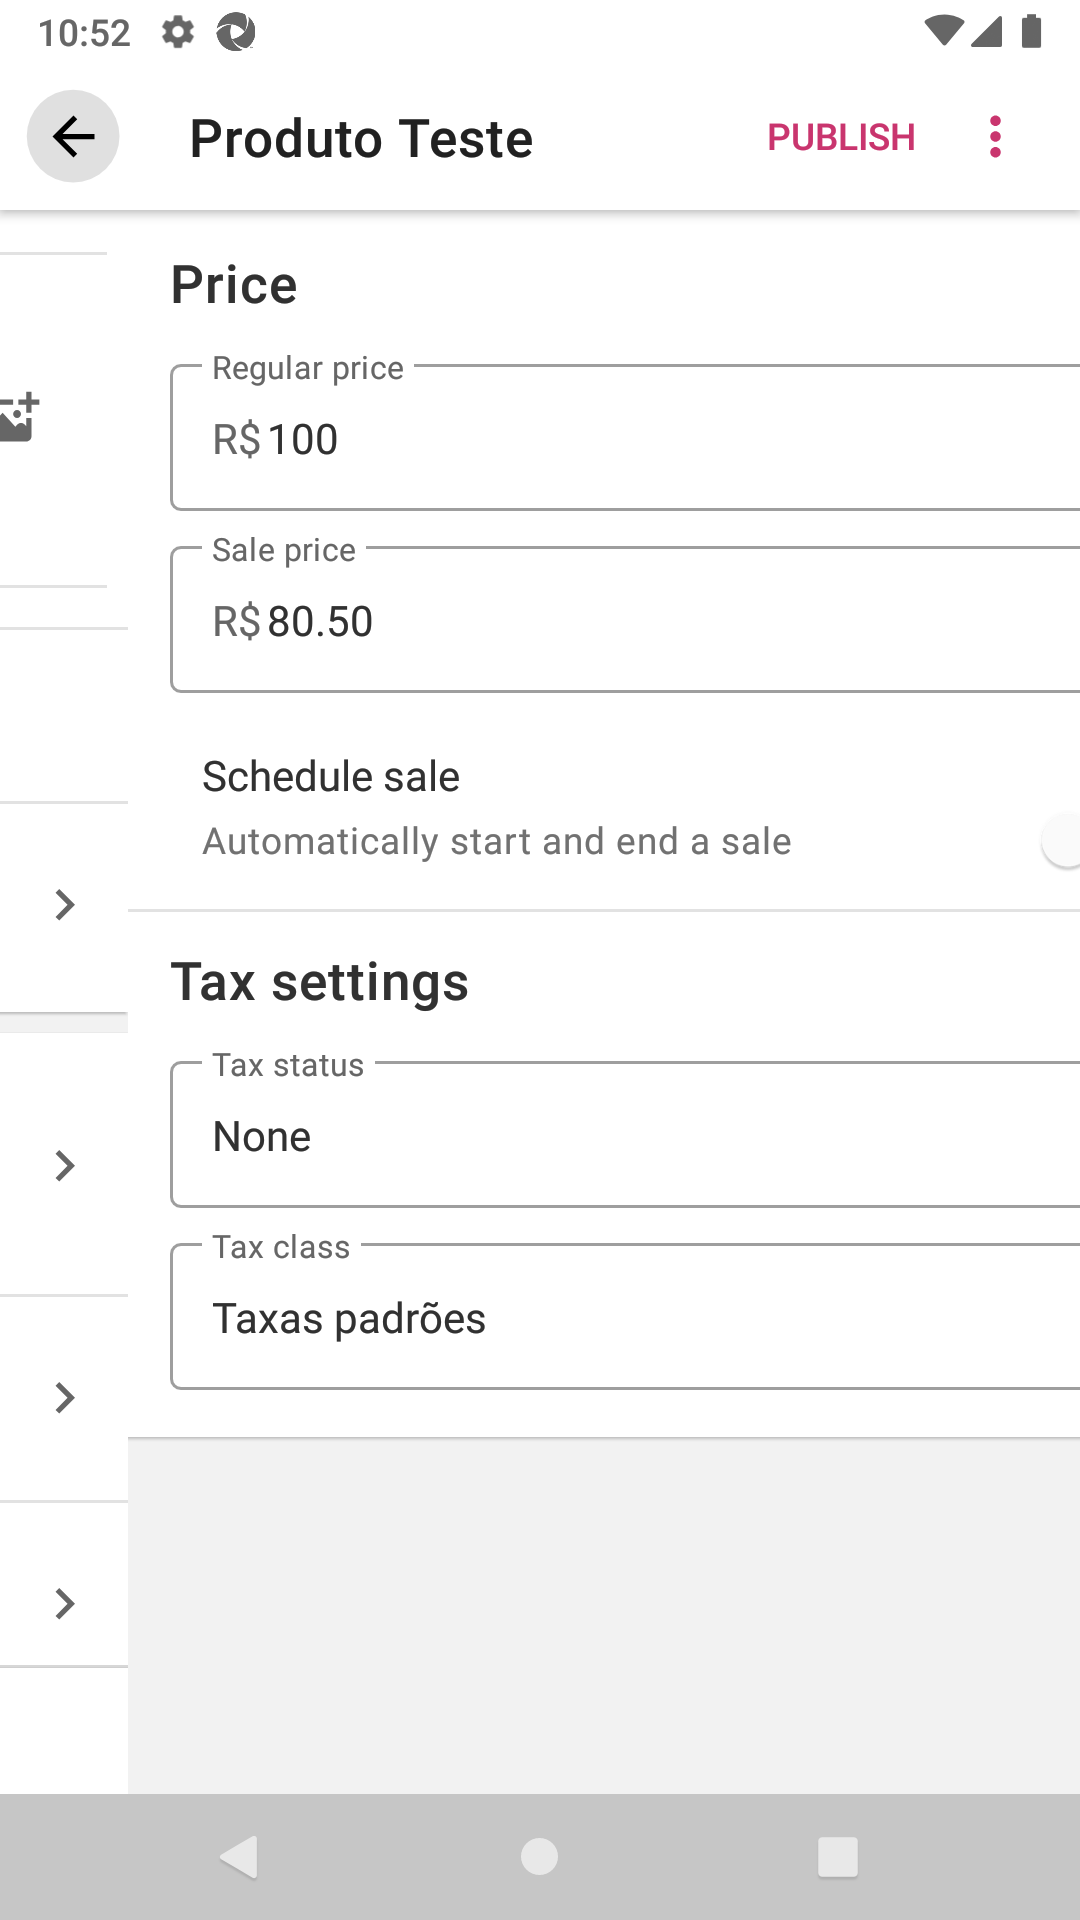 10:52
Produto Teste
PUBLISH
Price
Regular price
R$ 100
Sale price
R$ 80.50
Schedule sale
Automatically start and end a sale
Tax settings
Tax status
None
Tax class
Taxas padrões